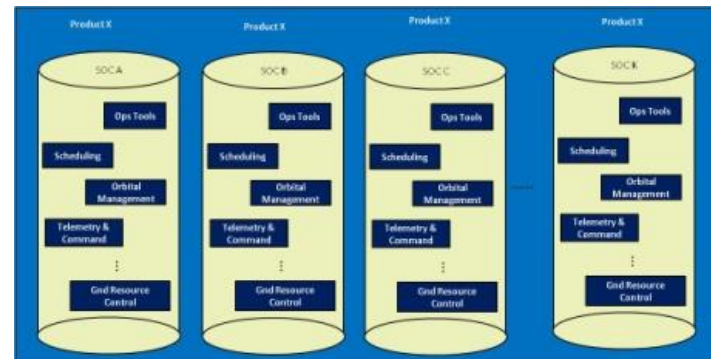 Product X
Product X
Product X
Product X
SOC A
SOC B
SOC C
SOC K
Ops Tools
Ops Tools
Ops Tools
Ops Tools
Scheduling
Scheduling
Scheduling
Scheduling
Orbital
Management
Orbital
Management
Orbital
Management
Orbital
Management
Telemetry &
Command
Telemetry &
Command
Telemetry &
Command
Telemetry &
Command
Gnd Resource
Control
Gnd Resource
Control
Gnd Resource
Control
Gnd Resource
Control